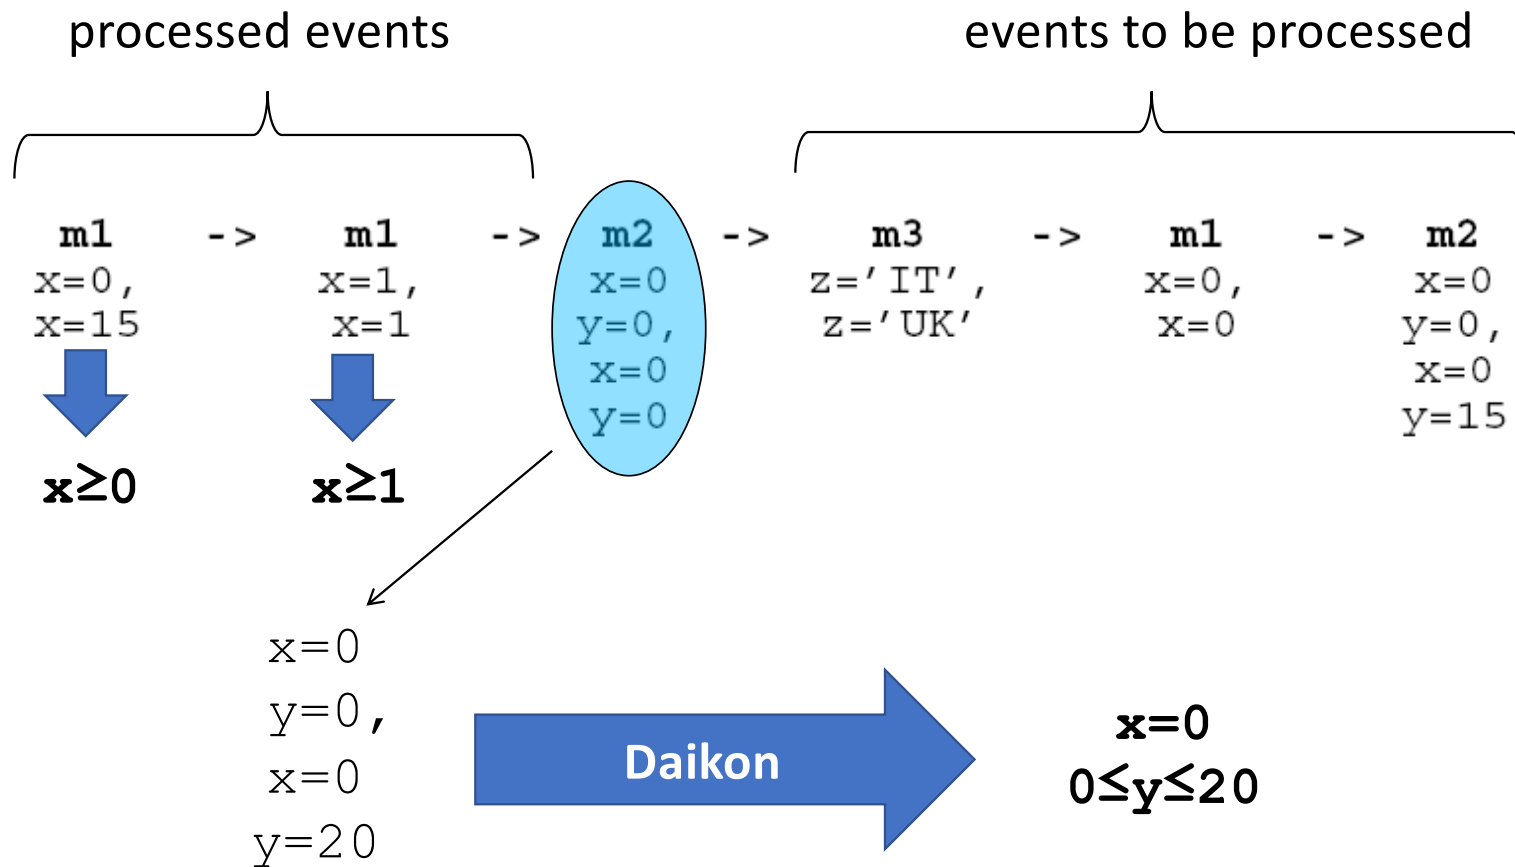 processed events
events to be processed
m1 -> m1 -> m2 -> m3 -> m1 -> m2
x=0, x=1, x=0 z='IT', x=0, x=0
x=15 x=1 y=0, z='UK' x=0 y=0,
x=0 x=0
y=0 y=15
x≥0 x≥1
x=0
y=0,
x=0
y=20
Daikon
x=0
0≤y≤20